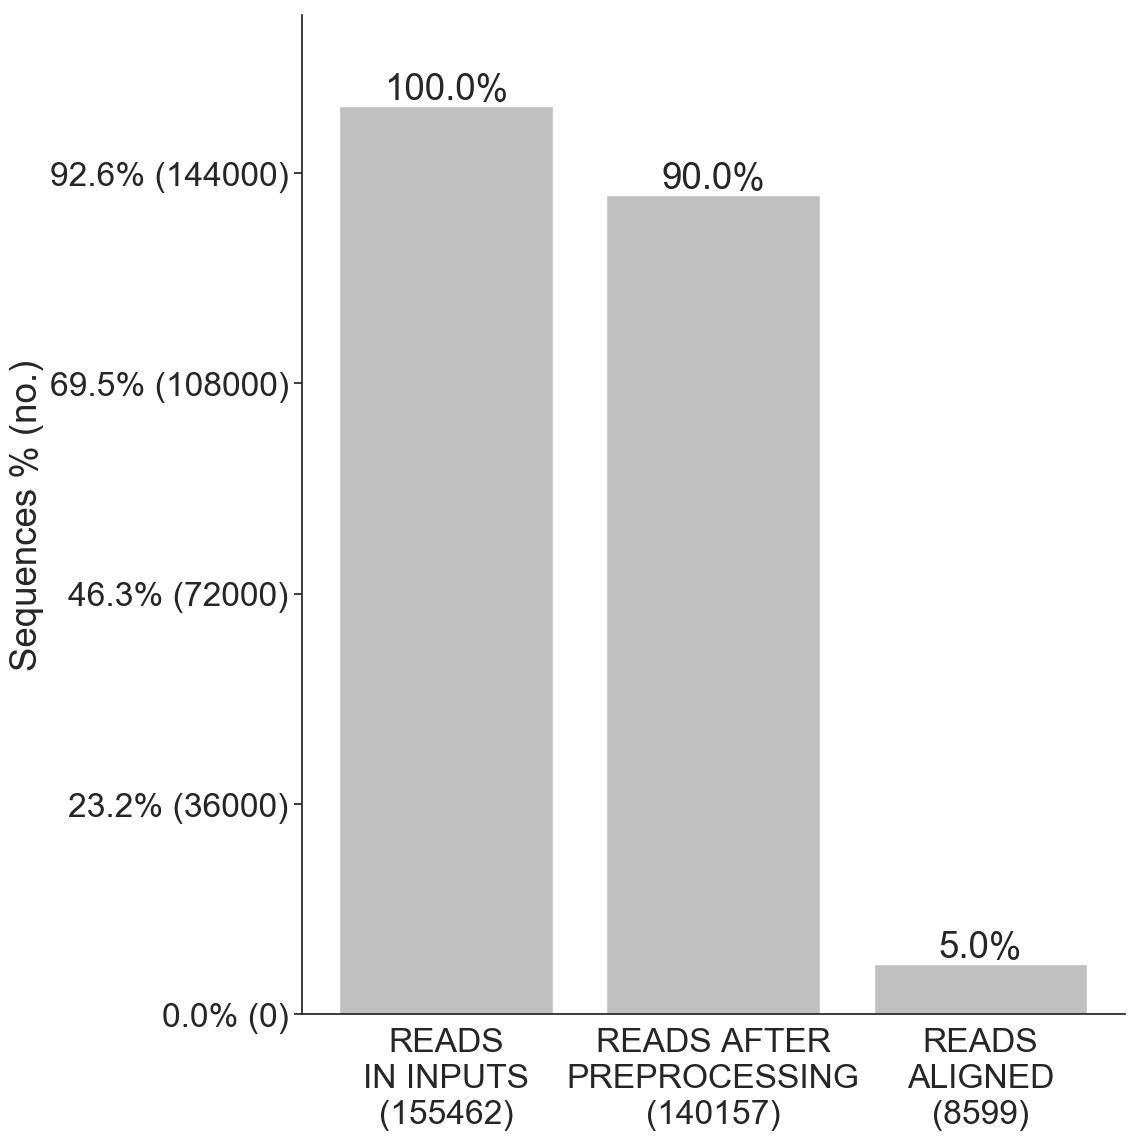 100.0%
90.0%
5.0%
Sequences % (no.)
92.6% (144000)
69.5% (108000)
46.3% (72000)
23.2% (36000)
0.0% (0)
READS
IN INPUTS
(155462)
READS AFTER
PREPROCESSING
(140157)
READS
ALIGNED
(8599)